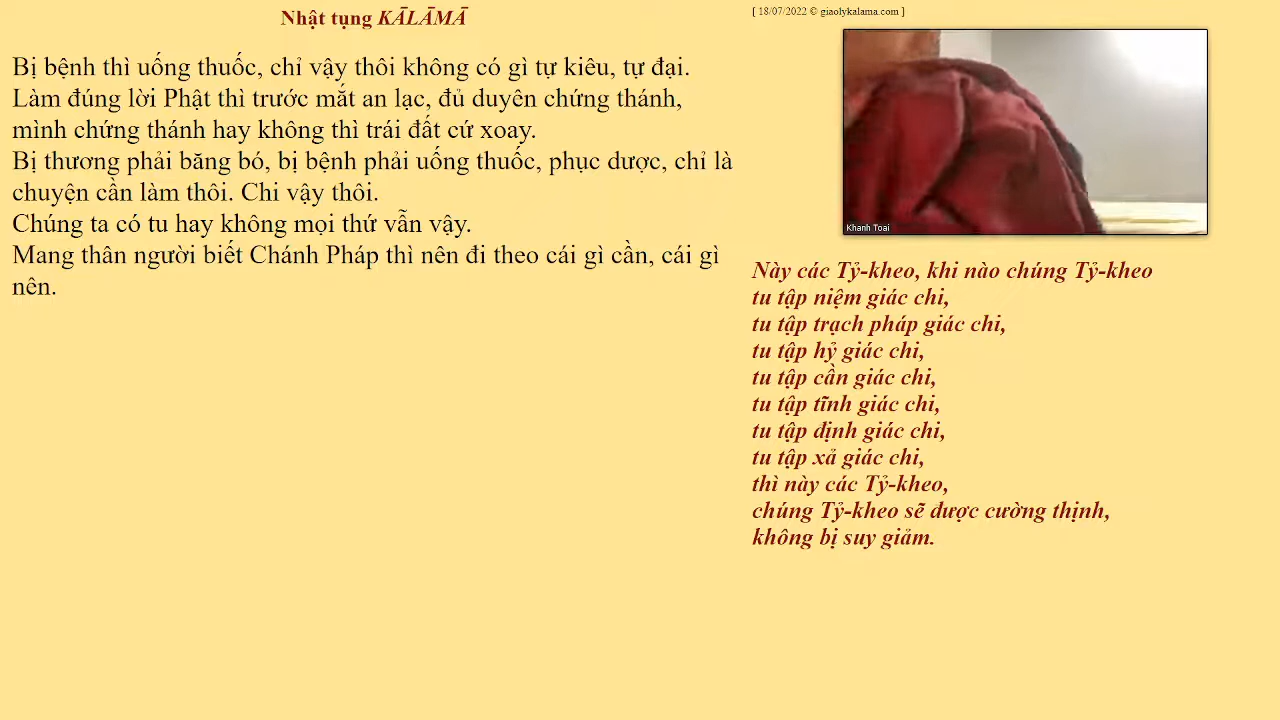 Nhật tụng KĀLĀMĀ
Bị bệnh thì uống thuốc, chỉ vậy thôi không có gì tự kiêu, tự đại.
Làm đúng lời Phật thì trước mắt an lạc, đủ duyên chứng thánh,
mình chứng thánh hay không thì trái đất cứ xoay.
Bị thương phải băng bó, bị bệnh phải uống thuốc, phục dược, chỉ là
chuyện cần làm thôi. Chi vậy thôi.
Chúng ta có tu hay không mọi thứ vẫn vậy.
Mang thân người biết Chánh Pháp thì nên đi theo cái gì cần, cái gì
nên.
[ 18/07/2022 © giaolykalama.com ]
Khanh Toai
Này các Tỷ-kheo, khi nào chúng Tỷ-kheo
tu tập niệm giác chi,
tu tập trạch pháp giác chi,
tu tập hỷ giác chi,
tu tập cần giác chi,
tu tập tĩnh giác chi,
tu tập định giác chi,
tu tập xả giác chi,
thì này các Tỷ-kheo,
chúng Tỷ-kheo sẽ được cường thịnh,
không bị suy giảm.